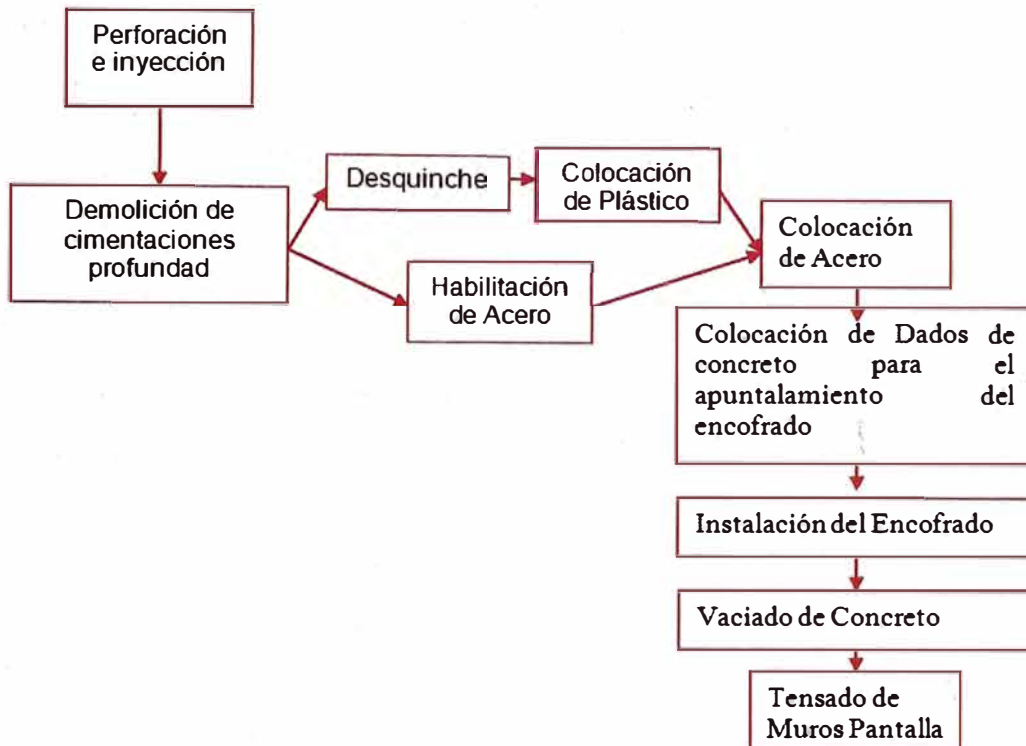 Perforación
e inyección
Demolición de
cimentaciones
profundad
Desquinche
Colocación
de Plástico
Habilitación
de Acero
Colocación
de Acero
Colocación de Dados de
concreto para el
apuntalamiento del
encofrado
Instalación del Encofrado
Vaciado de Concreto
Tensado de
Muros Pantalla